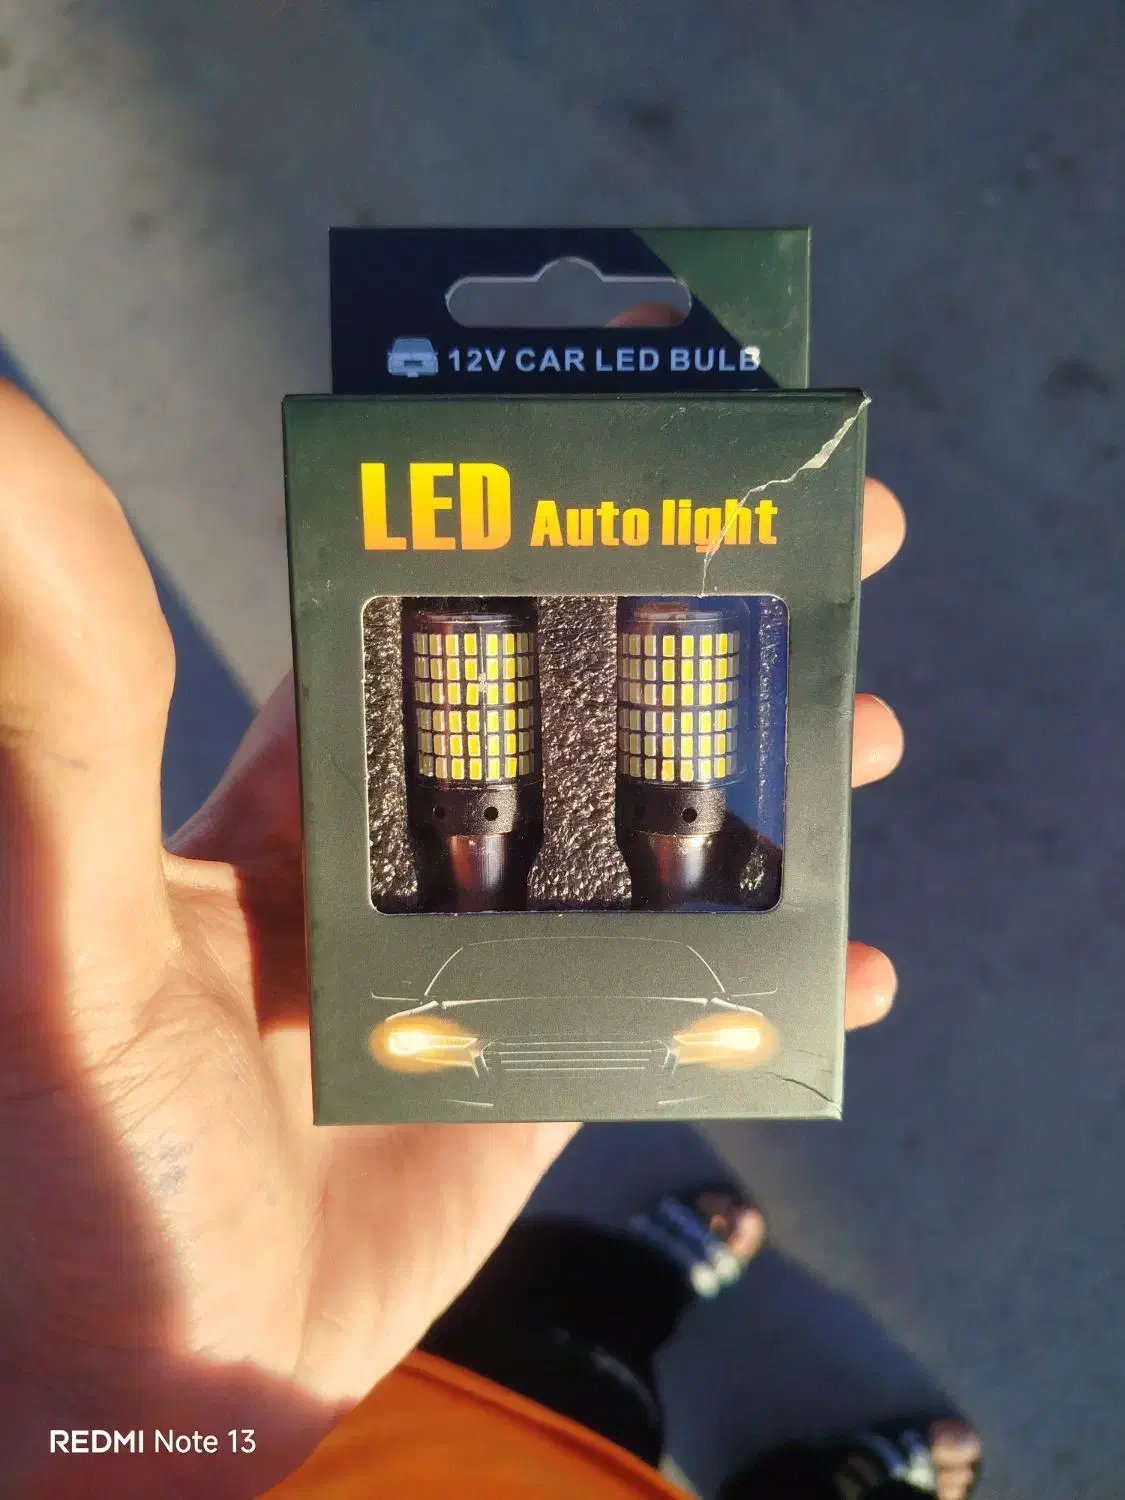 12V CAR LED BULB
LED Auto light
REDMI Note 13